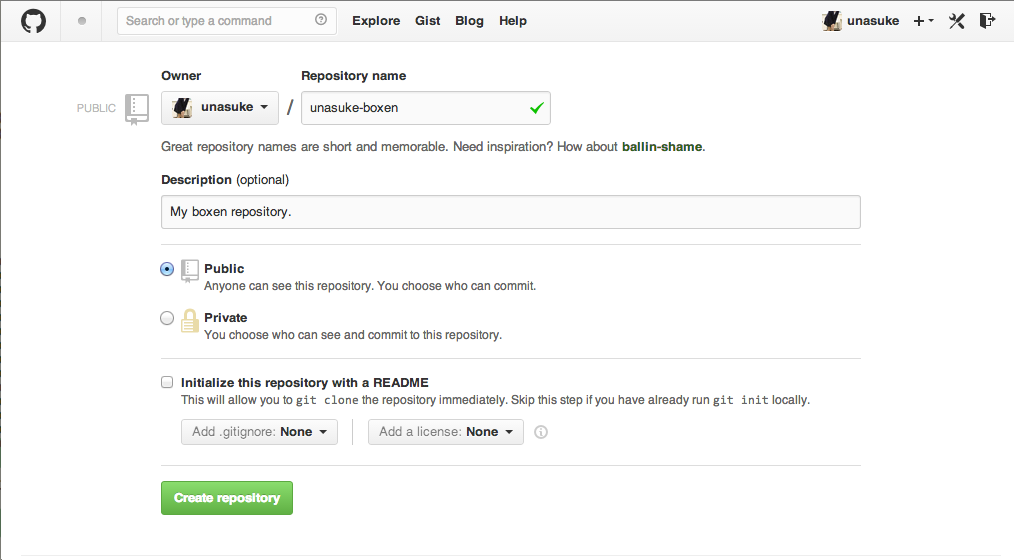 Search or type a command Explore Gist Blog Help unasuke
Owner Repository name
PUBLIC unasuke / unasuke-boxen
Great repository names are short and memorable. Need inspiration? How about ballin-shame.
Description (optional)
My boxen repository.
Public
Anyone can see this repository. You choose who can commit.
Private
You choose who can see and commit to this repository.
Initialize this repository with a README
This will allow you to git clone the repository immediately. Skip this step if you have already run git init locally.
Add .gitignore: None Add a license: None
Create repository